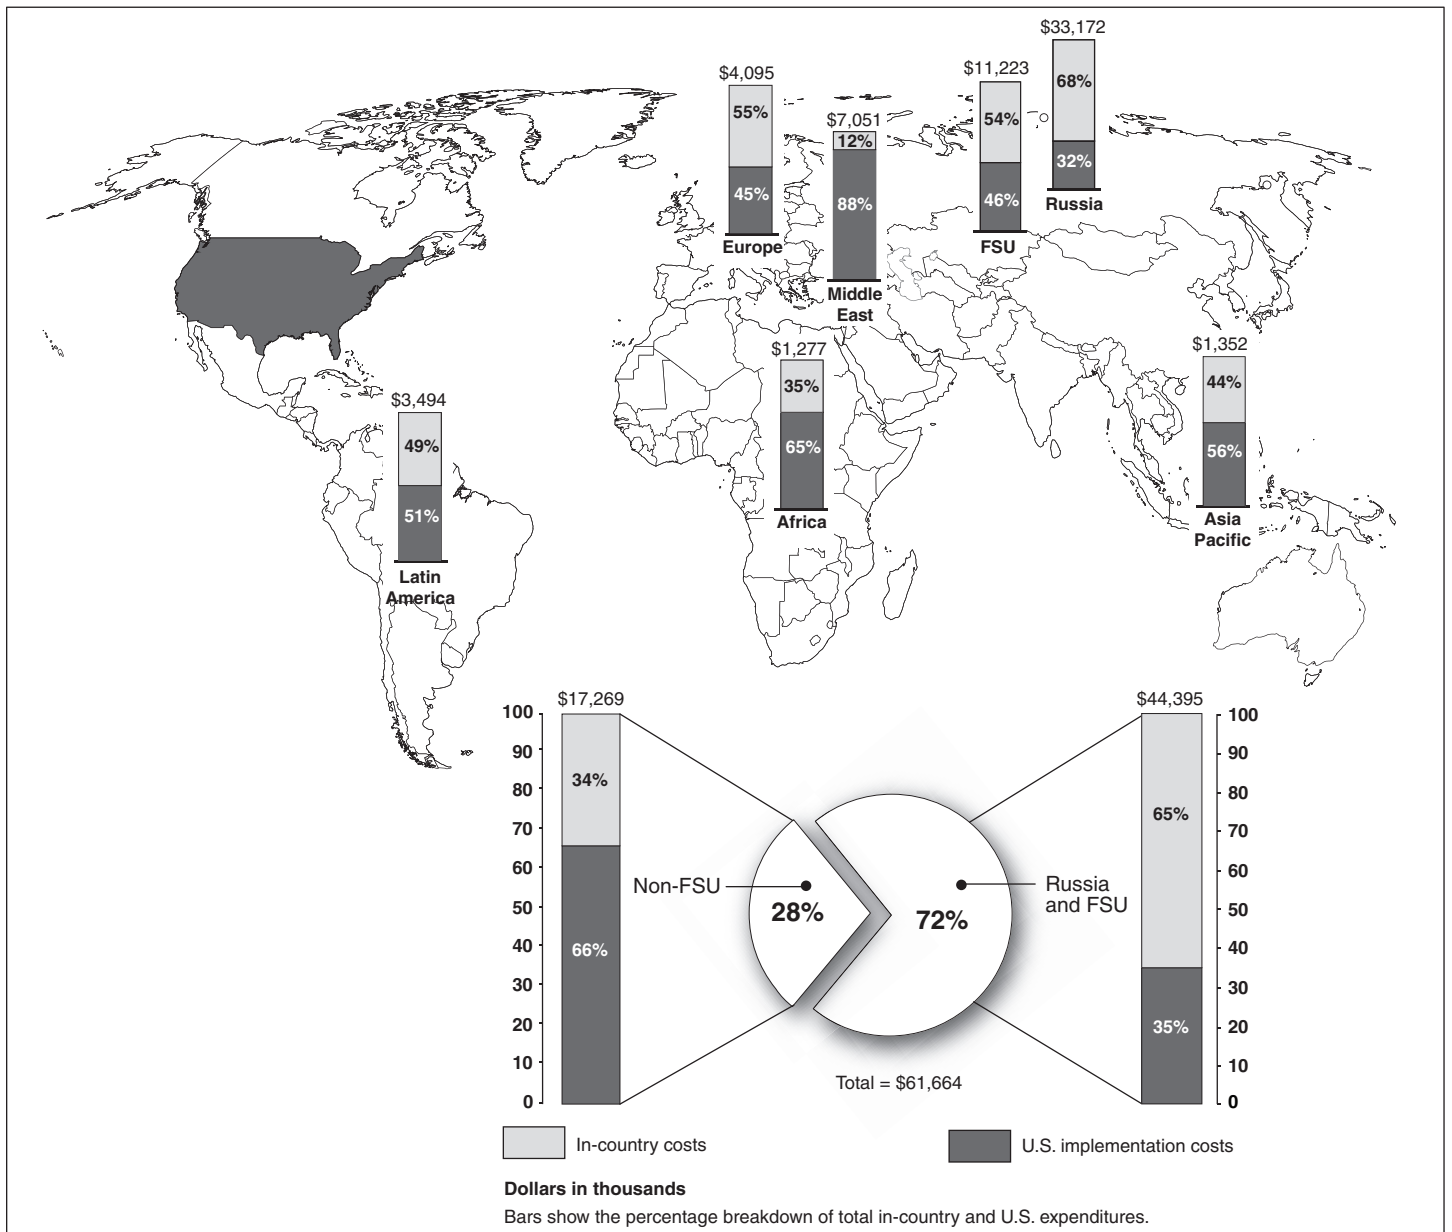 $33,172
68%
32%
Russia
$11,223
54%
46%
FSU
$4,095
55%
45%
Europe
$7,051
12%
88%
Middle
East
$1,277
35%
65%
Africa
$1,352
44%
56%
Asia
Pacific
$3,494
49%
51%
Latin
America
$17,269
100
90
80
70
60
50
40
30
20
10
0
34%
66%
Non-FSU
28%
72%
Russia
and FSU
Total = $61,664
$44,395
65%
35%
100
90
80
70
60
50
40
30
20
10
0
In-country costs
U.S. implementation costs
Dollars in thousands
Bars show the percentage breakdown of total in-country and U.S. expenditures.